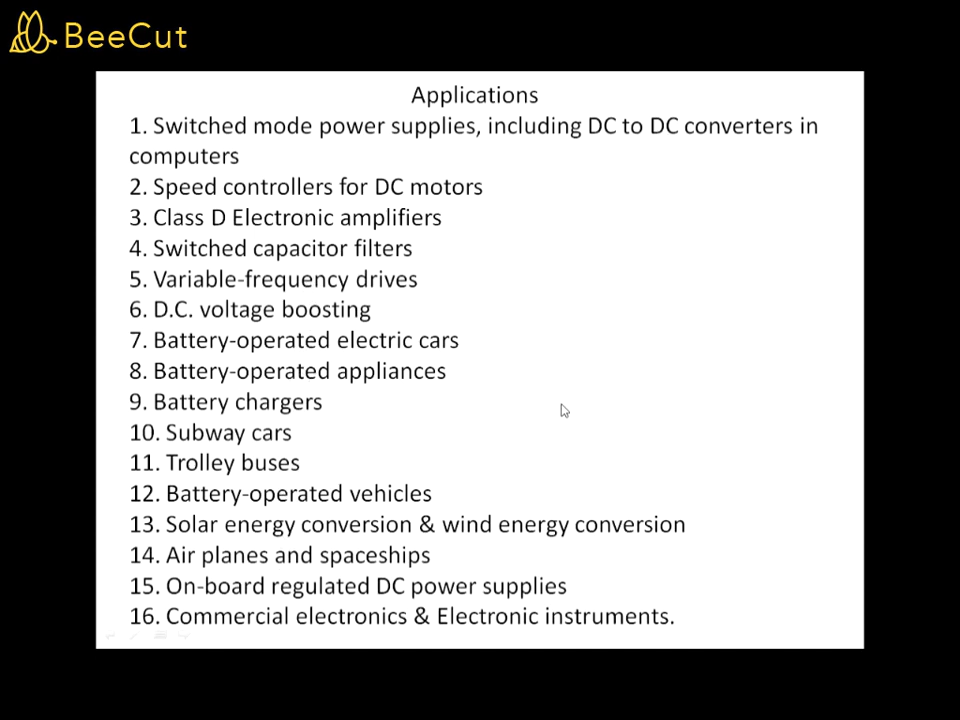 BeeCut
Applications
1. Switched mode power supplies, including DC to DC converters in
computers
2. Speed controllers for DC motors
3. Class D Electronic amplifiers
4. Switched capacitor filters
5. Variable-frequency drives
6. D.C. voltage boosting
7. Battery-operated electric cars
8. Battery-operated appliances
9. Battery chargers
10. Subway cars
11. Trolley buses
12. Battery-operated vehicles
13. Solar energy conversion & wind energy conversion
14. Air planes and spaceships
15. On-board regulated DC power supplies
16. Commercial electronics & Electronic instruments.